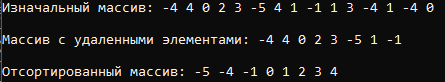 Изначальный массив: -4 4 0 2 3 -5 4 1 -1 1 3 -4 1 -4 0
Массив с удаленными элементами: -4 4 0 2 3 -5 1 -1
Отсортированный массив: -5 -4 -1 0 1 2 3 4